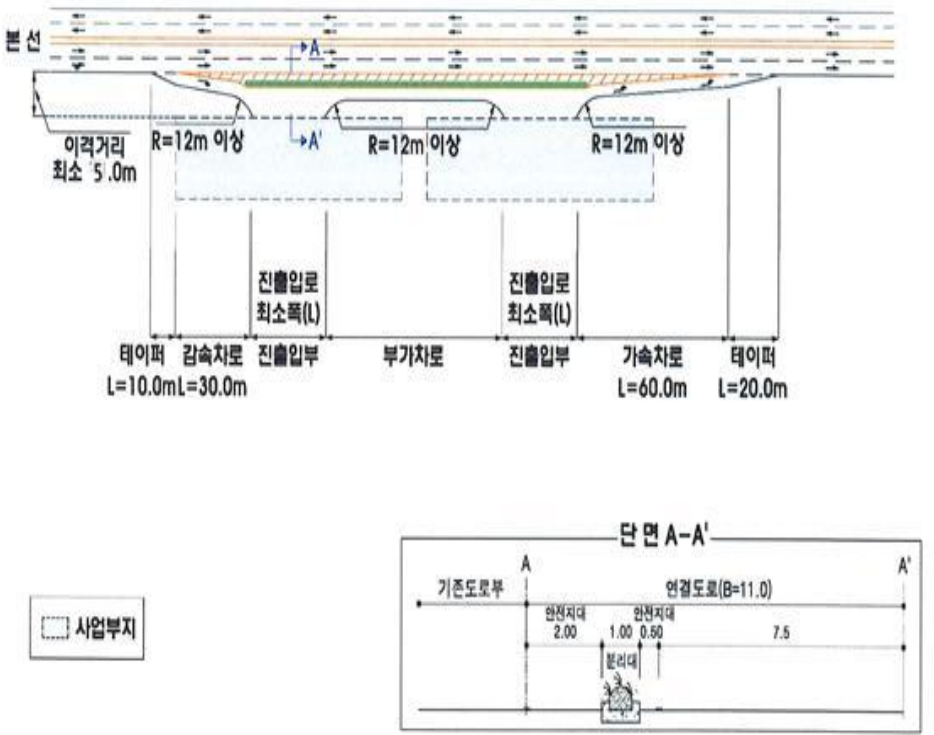 본 선
A
A'
이격거리
최소 5.0m
R=12m 이상
R=12m 이상
R=12m 이상
진출입로
최소폭(L)
진출입로
최소폭(L)
테이퍼
L=10.0m
감속차로
L=30.0m
진출입부
부가차로
진출입부
가속차로
L=60.0m
테이퍼
L=20.0m
사업부지
단 면 A-A'
A
A'
기존도로부
연결도로(B=11.0)
안전지대
2.00
1.00
안전지대
0.50
7.5
분리대